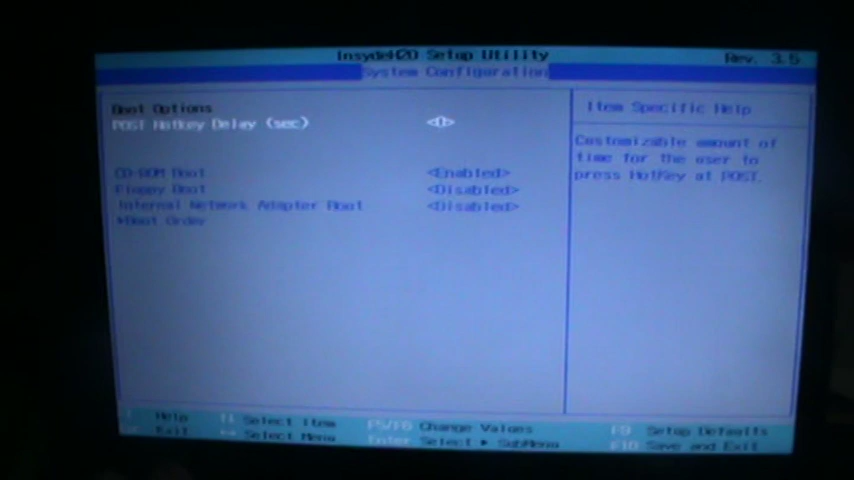 InsydeH2O Setup Utility Rev. 3.5
System Configuration
Boot Options
POST HotKey Delay (sec) <0>
CD-ROM Boot <Enabled>
Floppy Boot <Disabled>
Internal Network Adapter Boot <Disabled>
▸Boot Order
Item Specific Help
Customizable amount of
time for the user to
press HotKey at POST.
Help Select Item F5/F6 Change Values F9 Setup Defaults
Exit Select Menu Enter Select ▸ SubMenu F10 Save and Exit